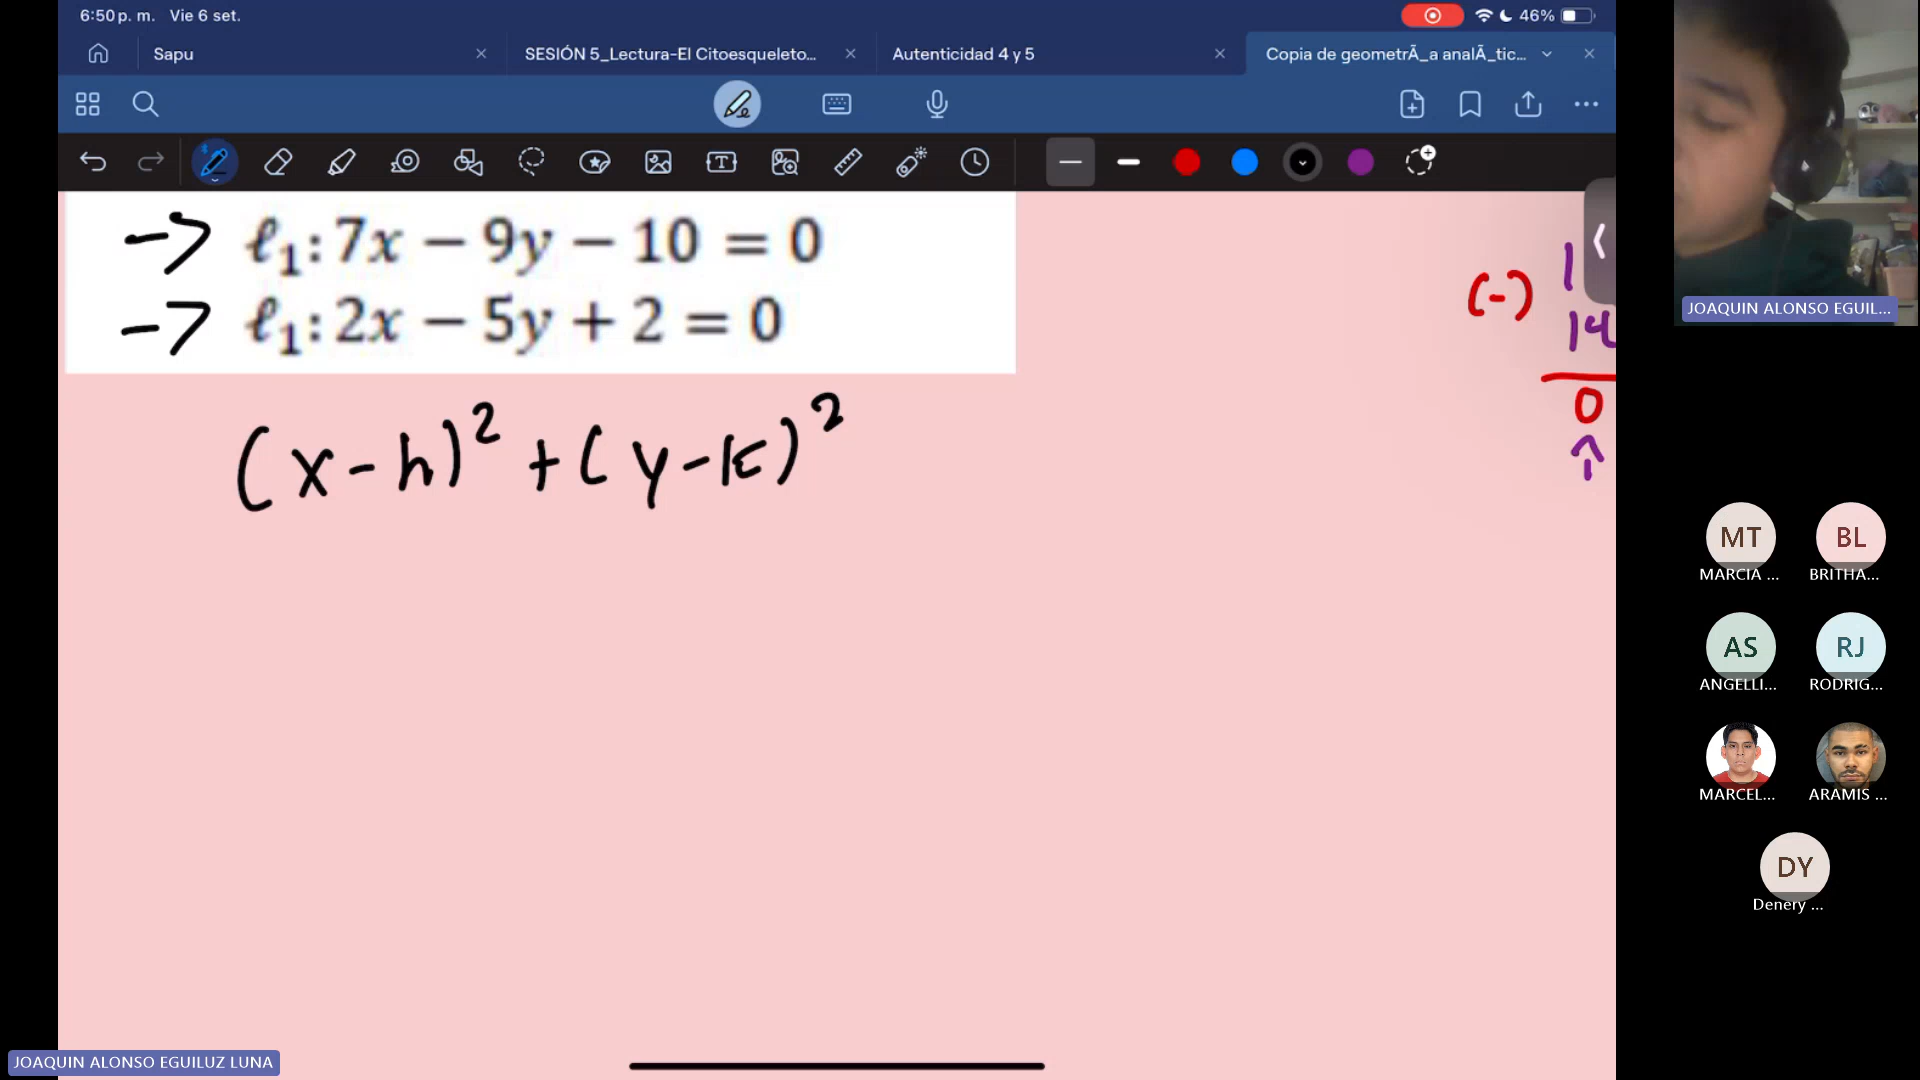 6:50 p. m. Vie 6 set.
46%
Sapu
SESIÓN 5_Lectura-El Citoesqueleto...
Autenticidad 4 y 5
Copia de geometrÃ_a analÃ_tic...
ℓ₁: 7x − 9y − 10 = 0
ℓ₁: 2x − 5y + 2 = 0
(x - h)² + (y - k)²
(-)
14
0
JOAQUIN ALONSO EGUIL...
MT
MARCIA ...
BL
BRITHA...
AS
ANGELLI...
RJ
RODRIG...
MARCEL...
ARAMIS ...
DY
Denery ...
JOAQUIN ALONSO EGUILUZ LUNA